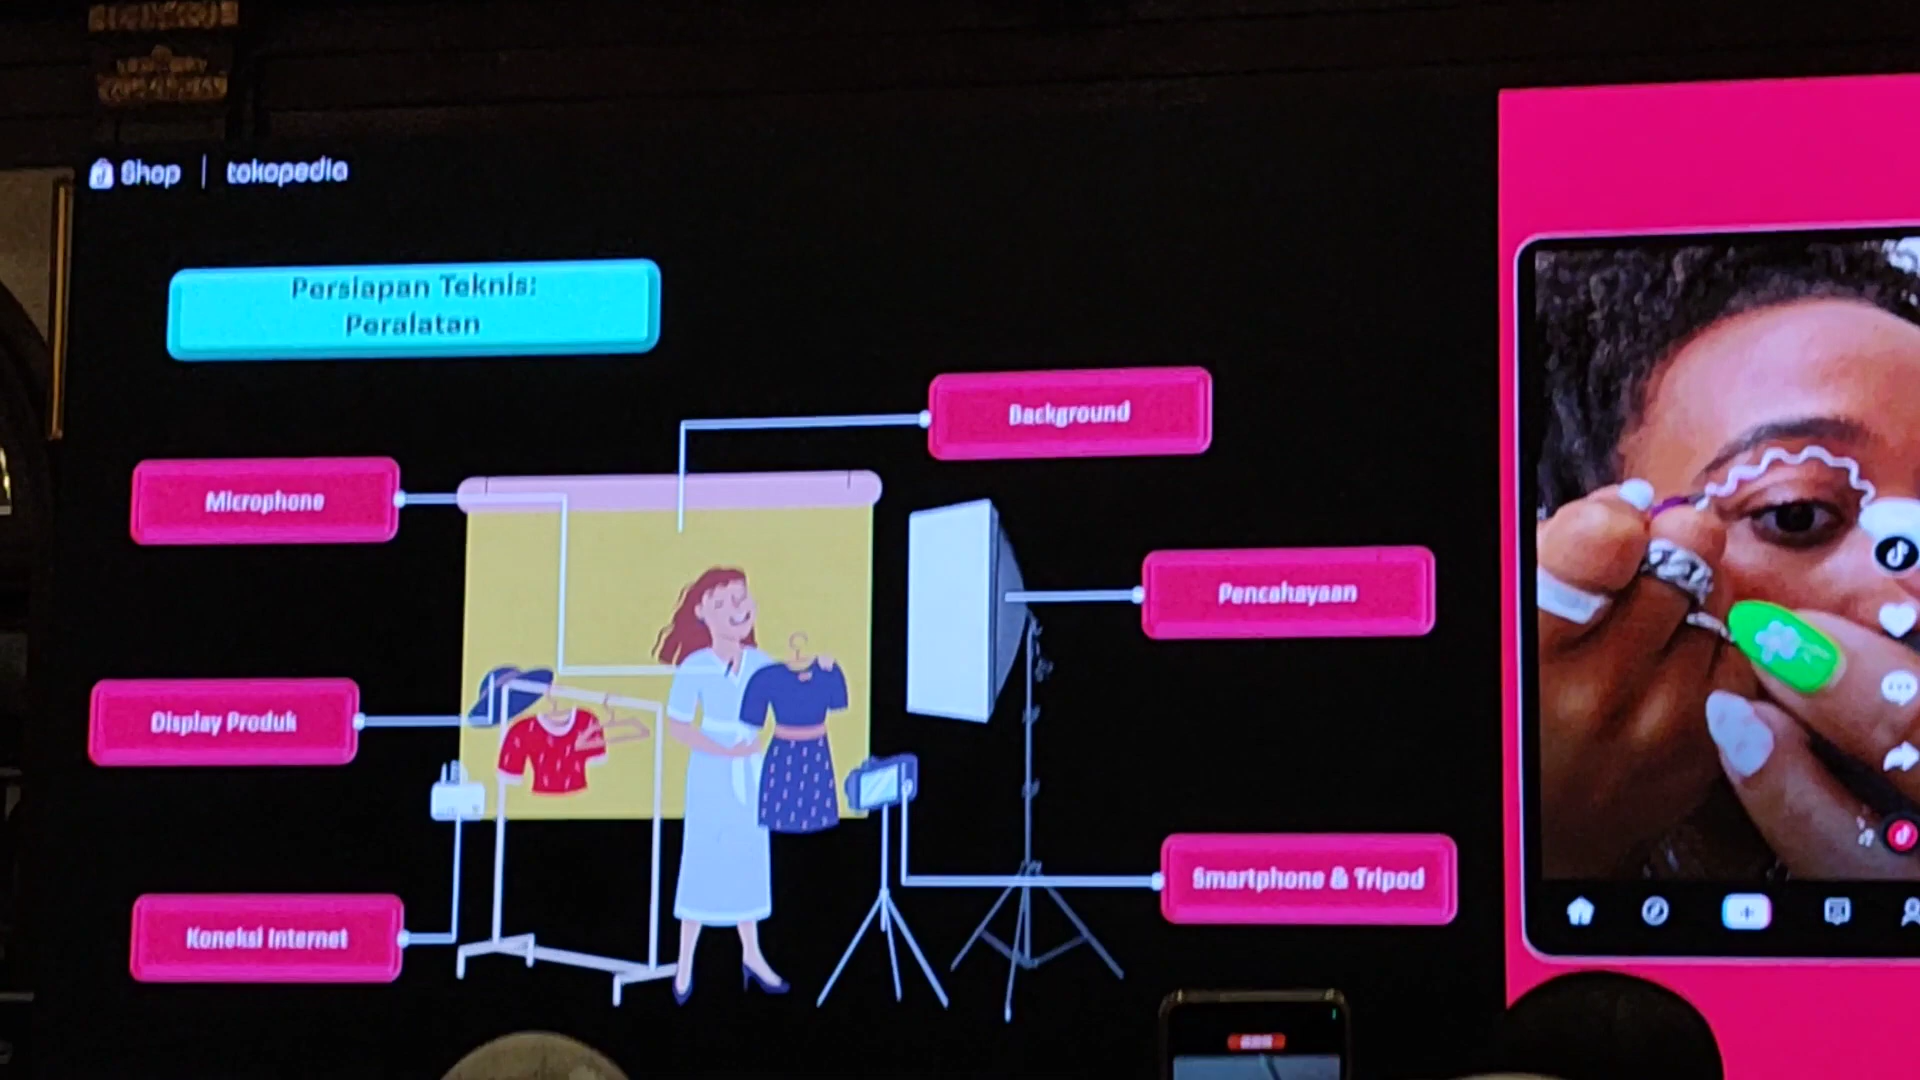 Shop | tokopedia
Persiapan Teknis:
Peralatan
Background
Microphone
Pencahayaan
Display Produk
Smartphone & Tripod
Koneksi Internet